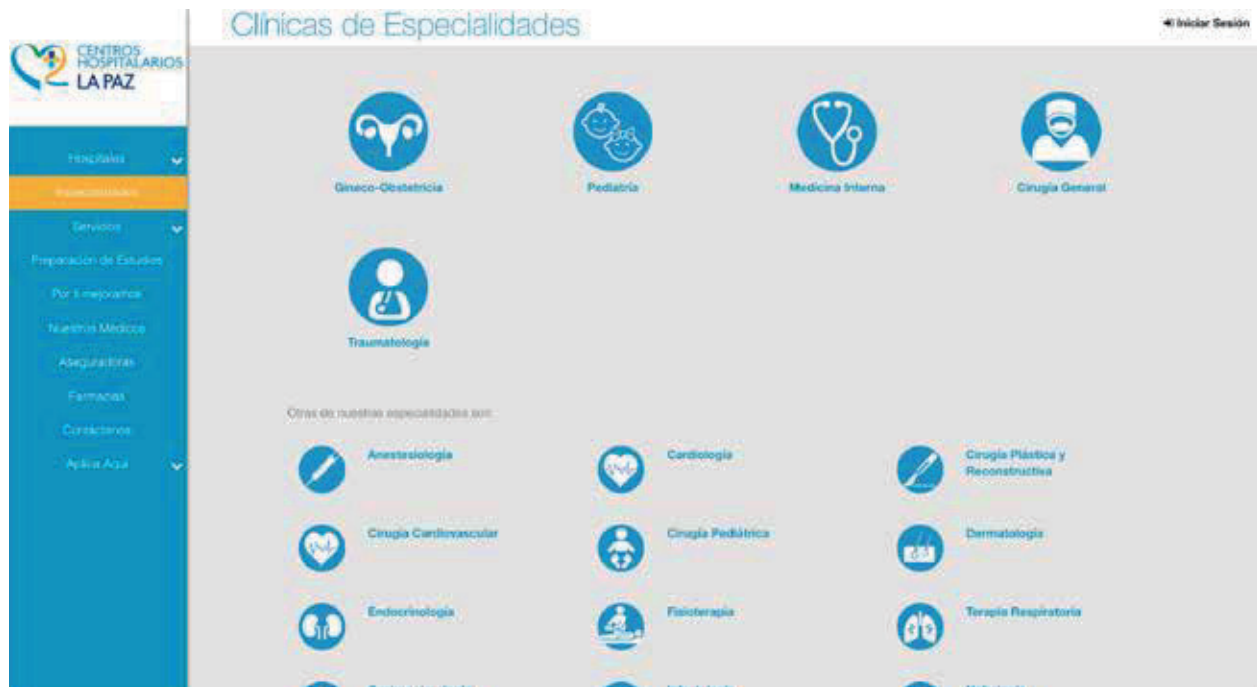 Clínicas de Especialidades
Iniciar Sesión
CENTROS
HOSPITALARIOS
LA PAZ
Hospitales
Especialidades
Servicios
Preparación de Estudios
Por ti mejoramos
Nuestros Médicos
Aseguradoras
Farmacias
Contáctenos
Aplica Aquí
Gineco-Obstetricia
Pediatría
Medicina Interna
Cirugía General
Traumatología
Otras de nuestras especialidades son:
Anestesiología
Cardiología
Cirugía Plástica y
Reconstructiva
Cirugía Cardiovascular
Cirugía Pediátrica
Dermatología
Endocrinología
Fisioterapia
Terapia Respiratoria